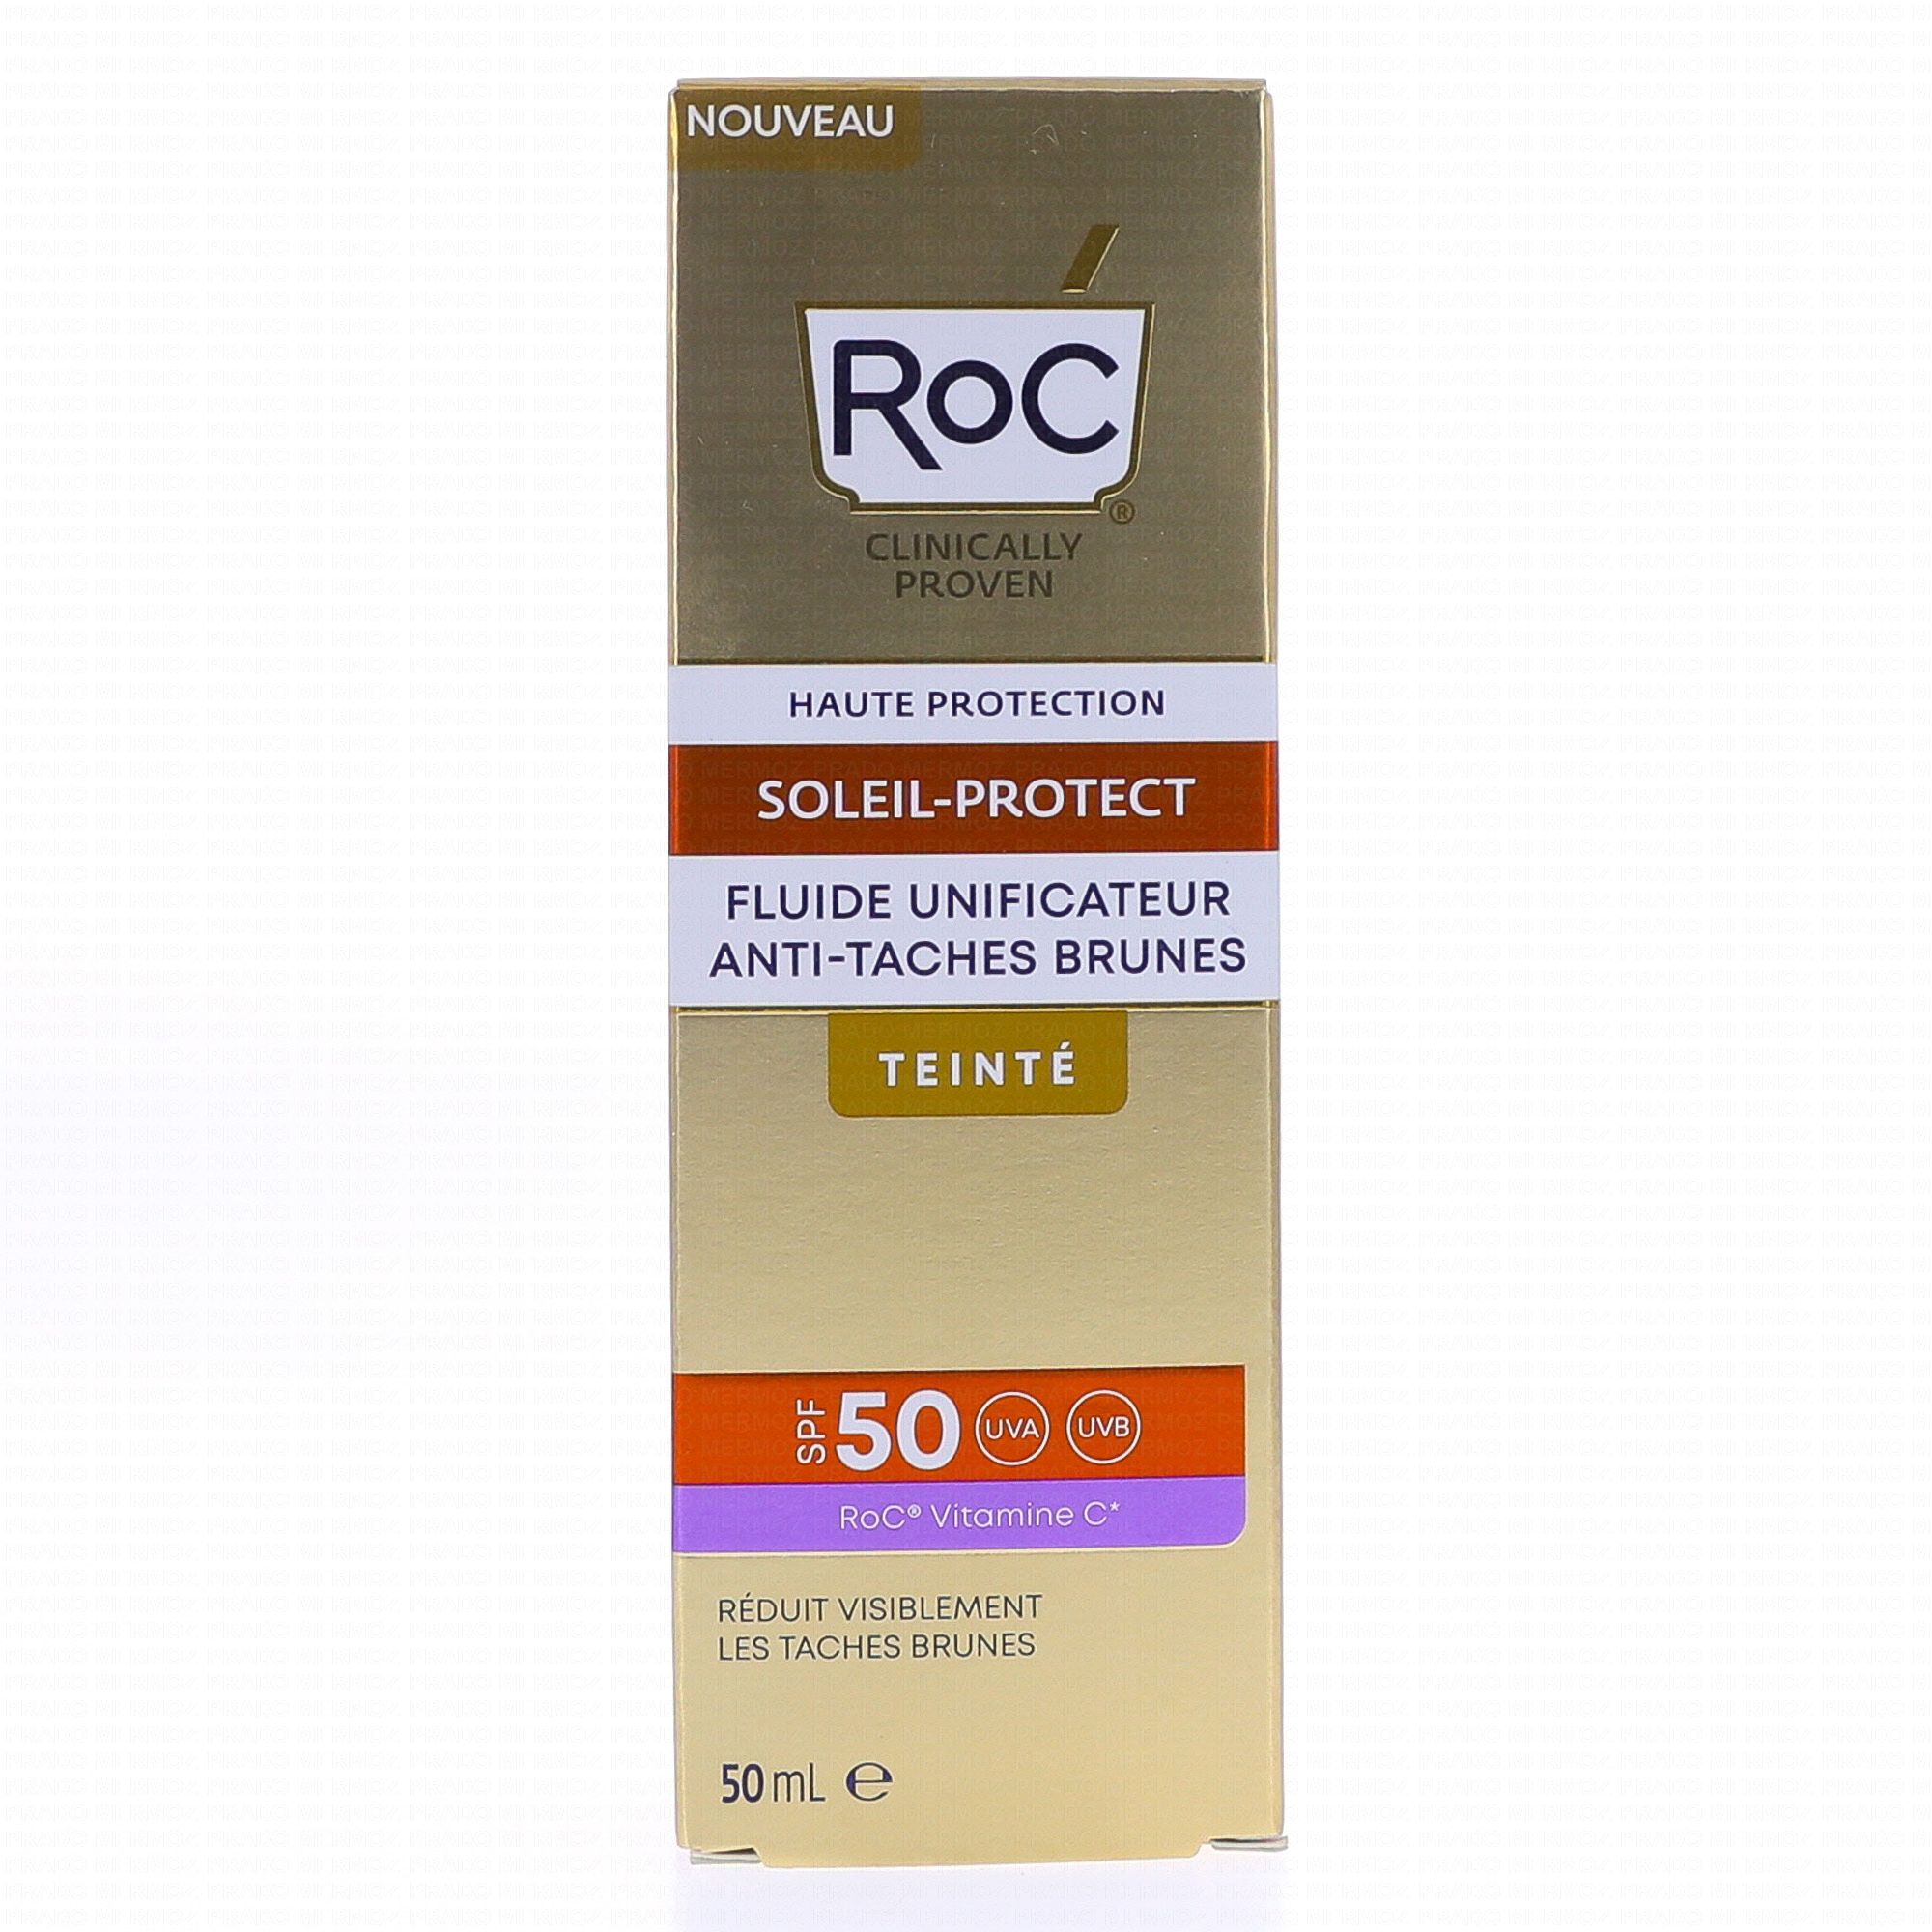 NOUVEAU
RoC®
CLINICALLY
PROVEN
HAUTE PROTECTION
SOLEIL-PROTECT
FLUIDE UNIFICATEUR
ANTI-TACHES BRUNES
TEINTÉ
SPF 50 UVA UVB
RoC® Vitamine C*
RÉDUIT VISIBLEMENT
LES TACHES BRUNES
50 mL ℮